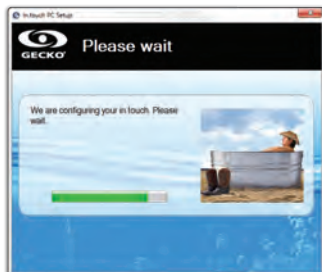 in.touch PC Setup
GECKO
Please wait
We are configuring your in touch. Please
wait.